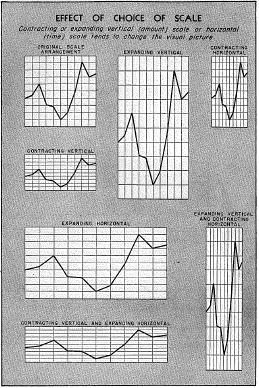 EFFECT OF CHOICE OF SCALE
Contracting or expanding vertical (amount) scale or horizontal
(time) scale tends to change the visual picture.
ORIGINAL SCALE
ARRANGEMENT
EXPANDING VERTICAL
CONTRACTING
HORIZONTAL
CONTRACTING VERTICAL
EXPANDING HORIZONTAL
EXPANDING VERTICAL
AND CONTRACTING
HORIZONTAL
CONTRACTING VERTICAL AND EXPANDING HORIZONTAL